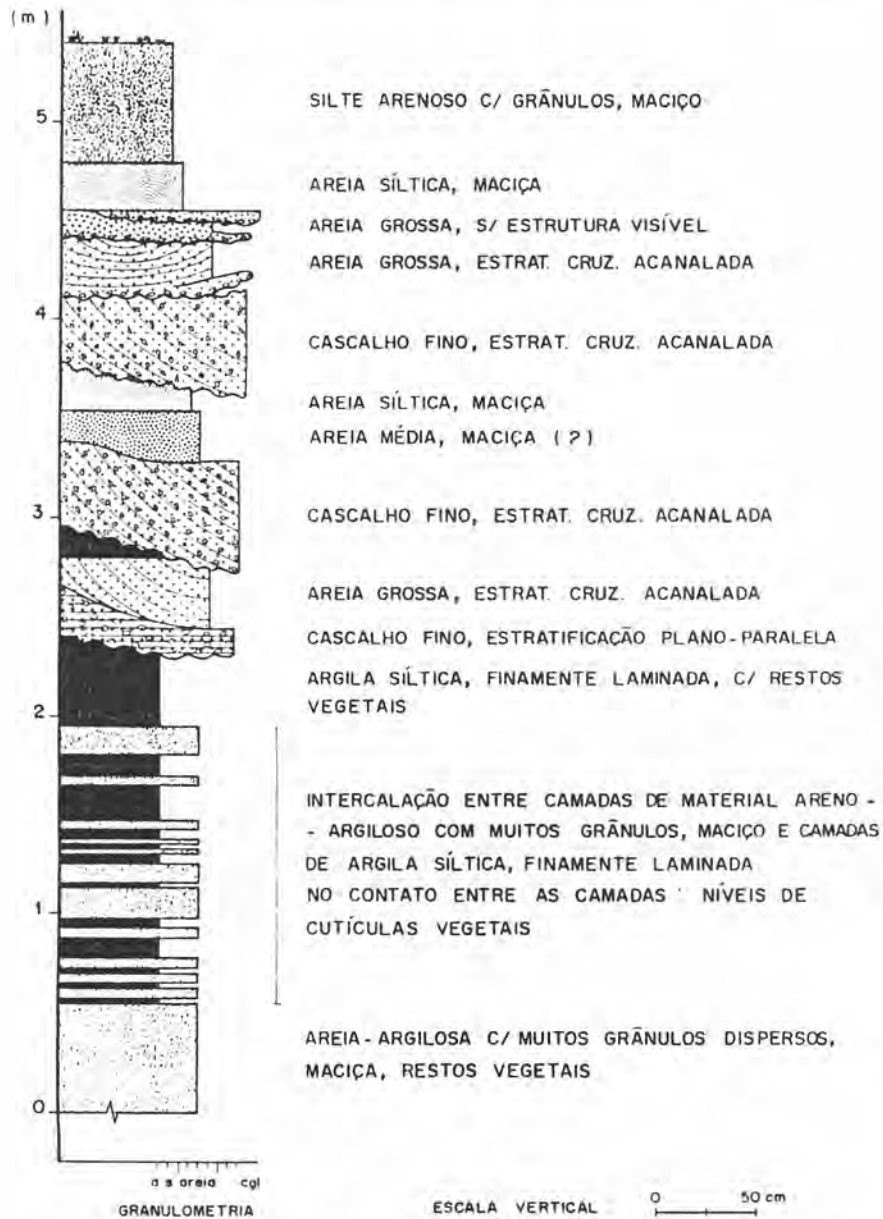 (m)
5
SILTE ARENOSO C/ GRÂNULOS, MACIÇO
AREIA SÍLTICA, MACIÇA
AREIA GROSSA, S/ ESTRUTURA VISÍVEL
AREIA GROSSA, ESTRAT. CRUZ. ACANALADA
4
CASCALHO FINO, ESTRAT. CRUZ. ACANALADA
AREIA SÍLTICA, MACIÇA
AREIA MÉDIA, MACIÇA (?)
3
CASCALHO FINO, ESTRAT. CRUZ. ACANALADA
AREIA GROSSA, ESTRAT. CRUZ. ACANALADA
CASCALHO FINO, ESTRATIFICAÇÃO PLANO-PARALELA
ARGILA SÍLTICA, FINAMENTE LAMINADA, C/ RESTOS
VEGETAIS
2
INTERCALAÇÃO ENTRE CAMADAS DE MATERIAL ARENO-
- ARGILOSO COM MUITOS GRÂNULOS, MACIÇO E CAMADAS
DE ARGILA SÍLTICA, FINAMENTE LAMINADA
NO CONTATO ENTRE AS CAMADAS : NÍVEIS DE
CUTÍCULAS VEGETAIS
1
AREIA-ARGILOSA C/ MUITOS GRÂNULOS DISPERSOS,
MACIÇA, RESTOS VEGETAIS
0
a s areia cgl
GRANULOMETRIA
ESCALA VERTICAL 0 50 cm